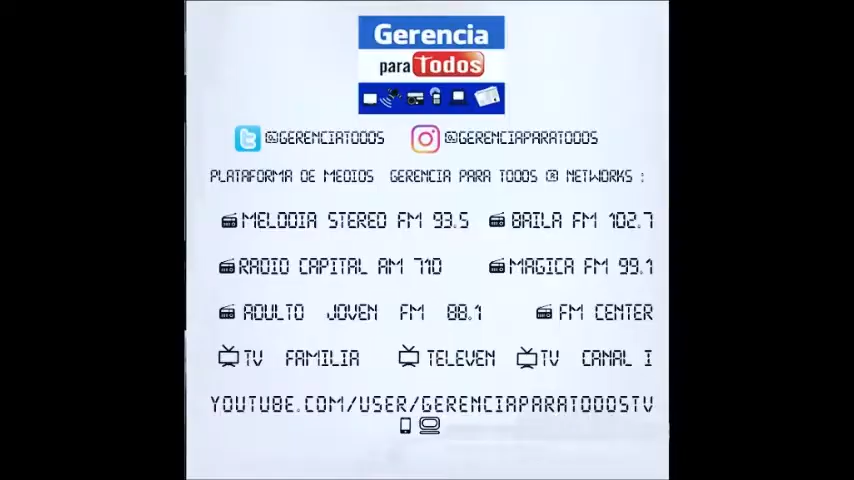 Gerencia
para Todos
@GERENCIATODOS @GERENCIAPARATODOS
PLATAFORMA DE MEDIOS GERENCIA PARA TODOS ® NETWORKS :
MELODIA STEREO FM 93.5 BAILA FM 102.7
RADIO CAPITAL AM 710 MAGICA FM 99.1
ADULTO JOVEN FM 88.1 FM CENTER
TV FAMILIA TELEVEN TV CANAL I
YOUTUBE.COM/USER/GERENCIAPARATODOSTV